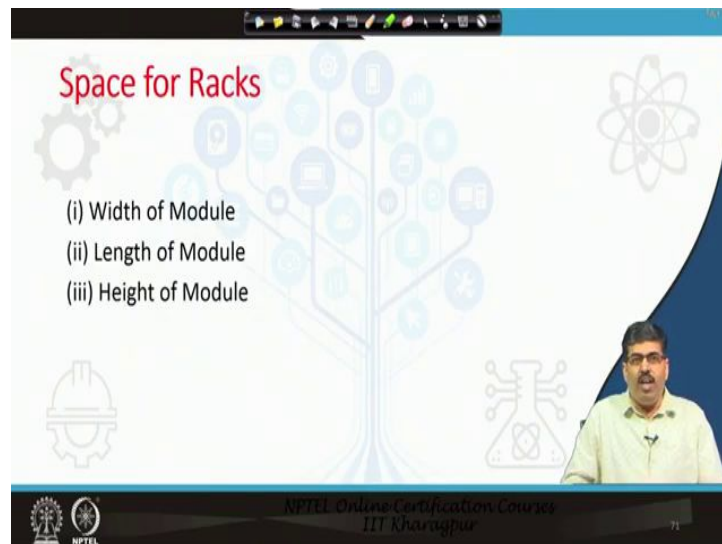 Space for Racks
(i) Width of Module
(ii) Length of Module
(iii) Height of Module
NPTEL Online Certification Courses
IIT Kharagpur
NPTEL
71